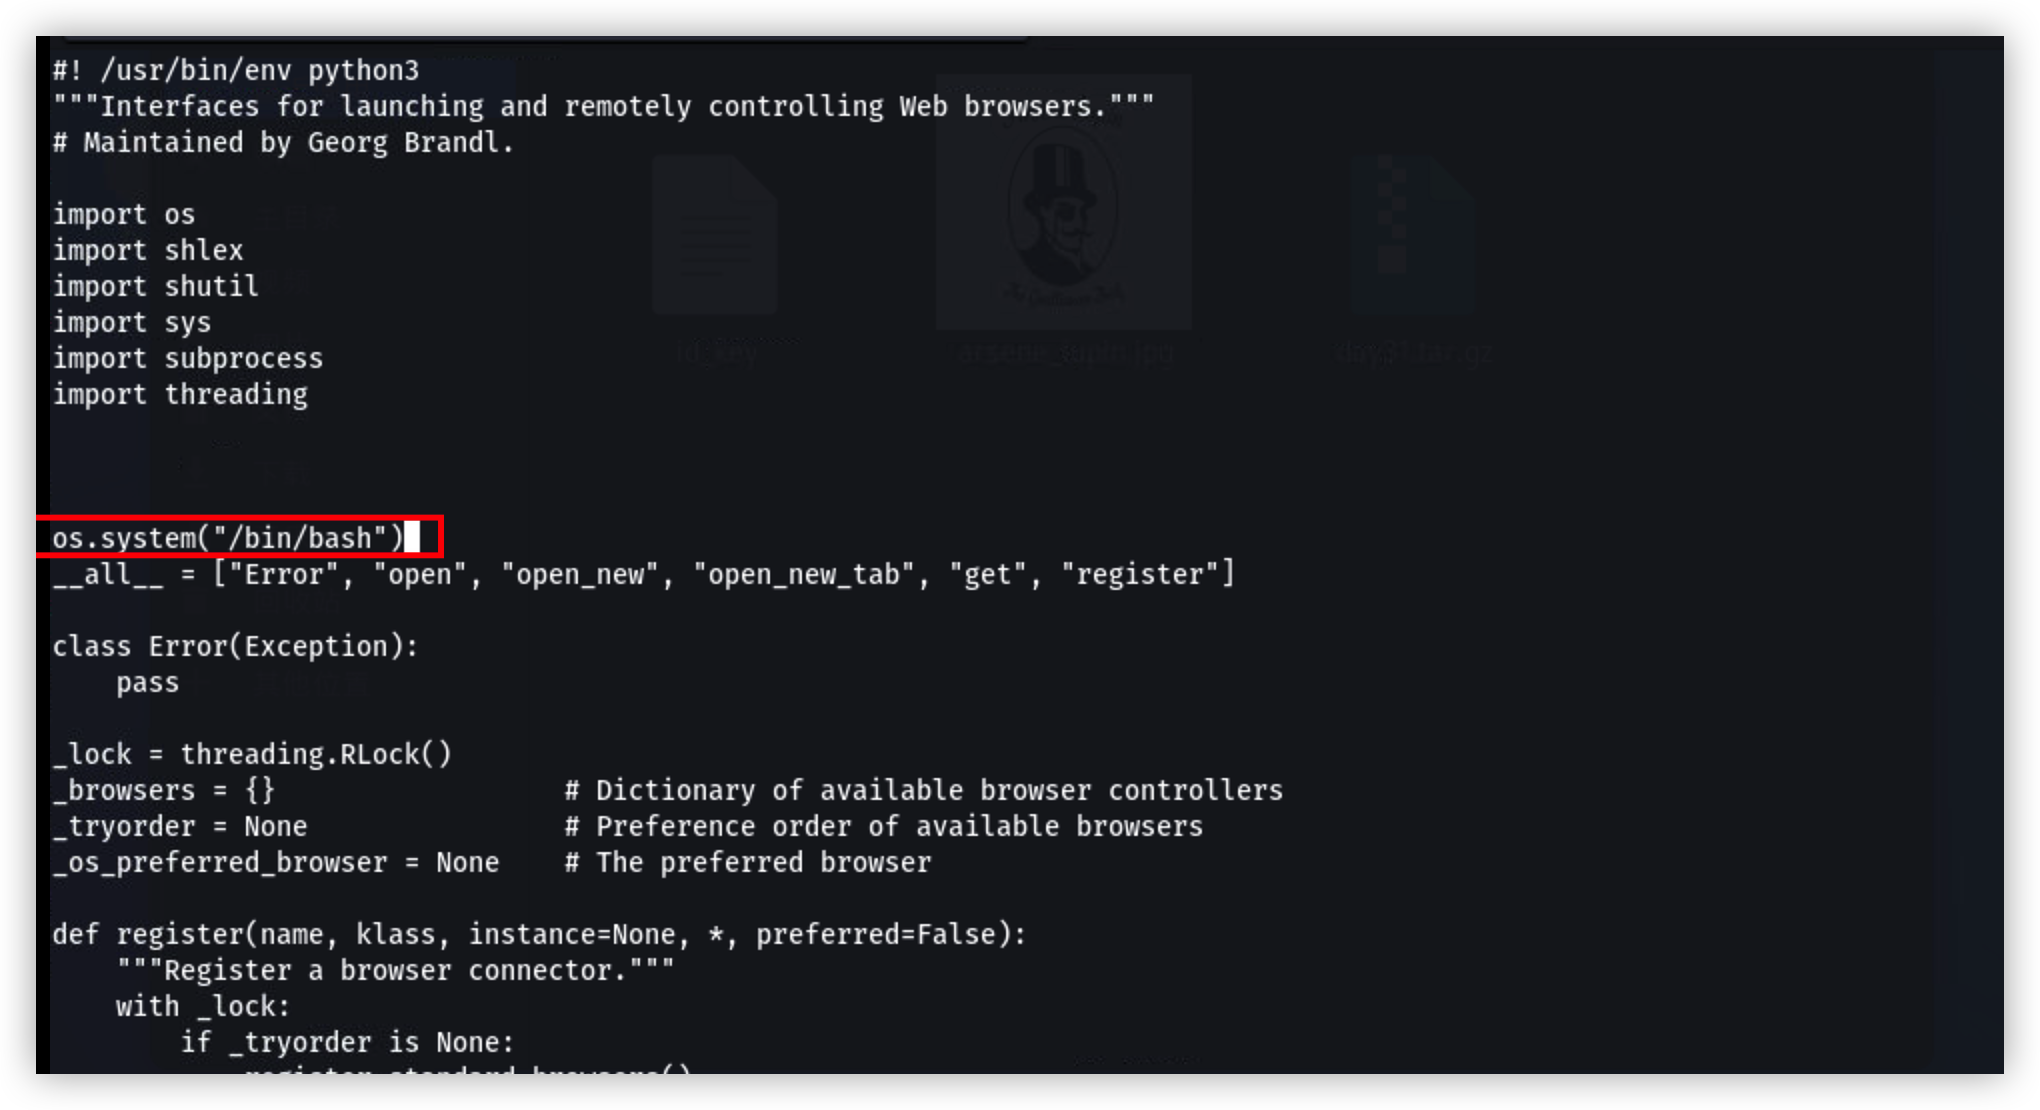 #! /usr/bin/env python3
"""Interfaces for launching and remotely controlling Web browsers."""
# Maintained by Georg Brandl.
import os
import shlex
import shutil
import sys
import subprocess
import threading
os.system("/bin/bash")
__all__ = ["Error", "open", "open_new", "open_new_tab", "get", "register"]
class Error(Exception):
    pass
_lock = threading.RLock()
_browsers = {}                  # Dictionary of available browser controllers
_tryorder = None                # Preference order of available browsers
_os_preferred_browser = None    # The preferred browser
def register(name, klass, instance=None, *, preferred=False):
    """Register a browser connector."""
    with _lock:
        if _tryorder is None:
            register_standard_browsers()
id_key
arsene_lupin.jpg